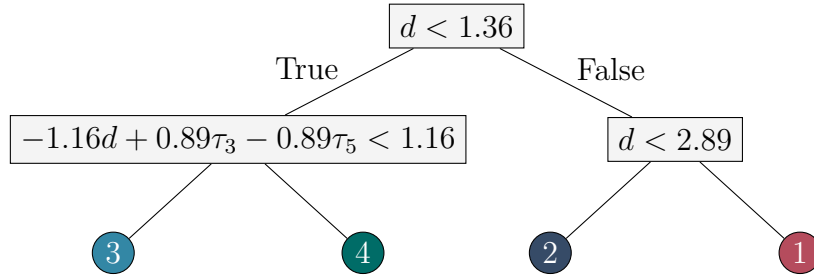 d < 1.36
True
False
−1.16d + 0.89τ₃ − 0.89τ₅ < 1.16
d < 2.89
3
4
2
1